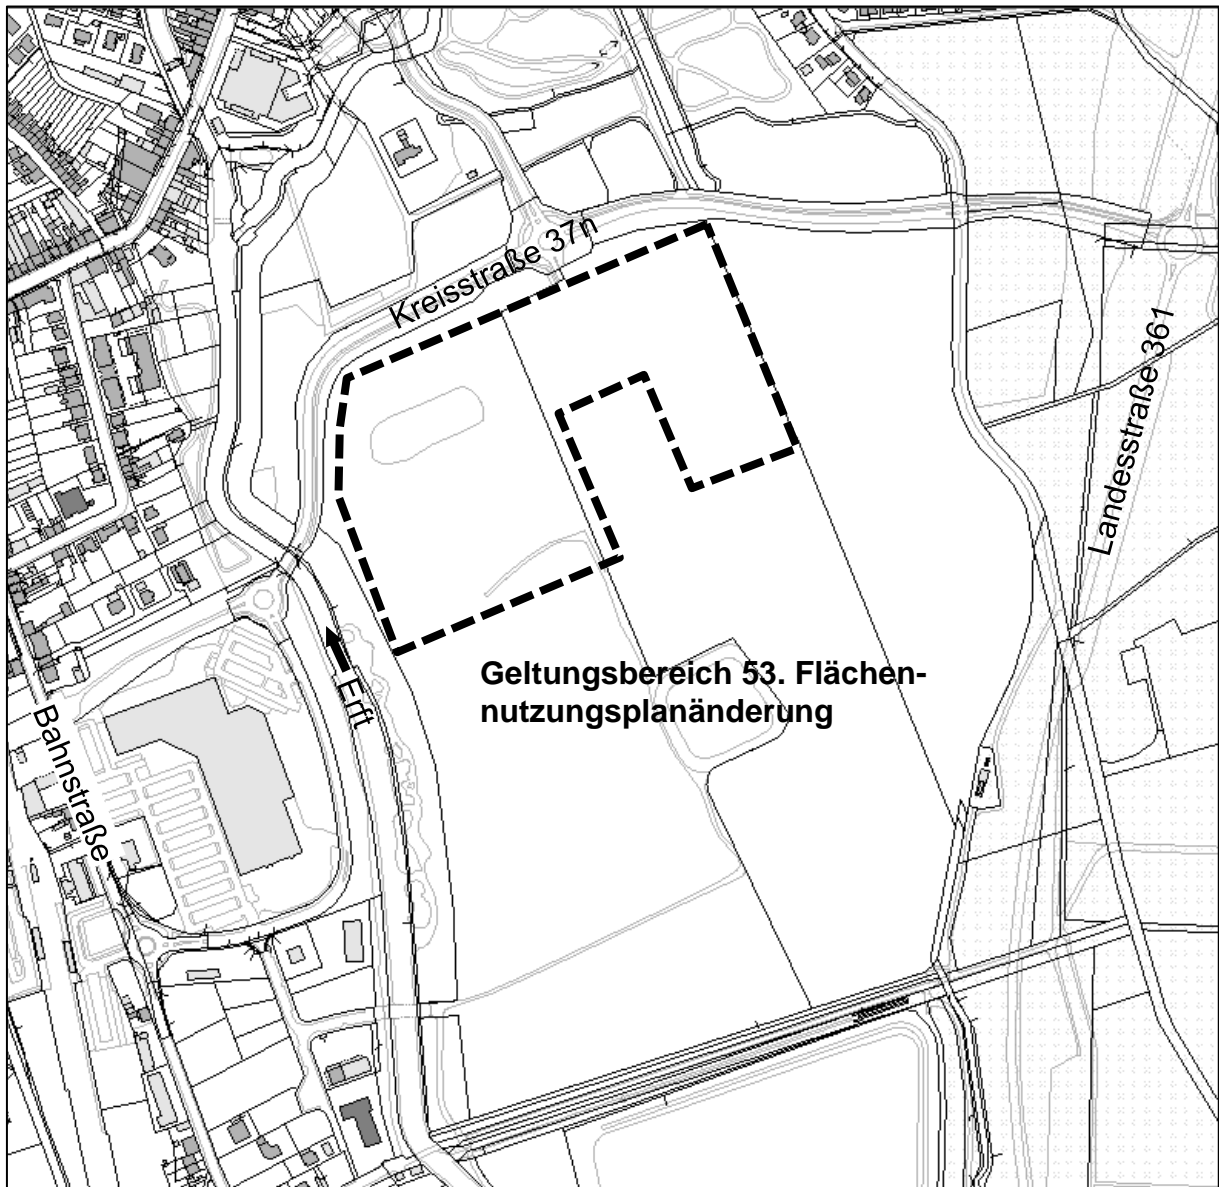 Kreisstraße 37n
Landesstraße 361
Geltungsbereich 53. Flächen-
nutzungsplanänderung
Erft
Bahnstraße